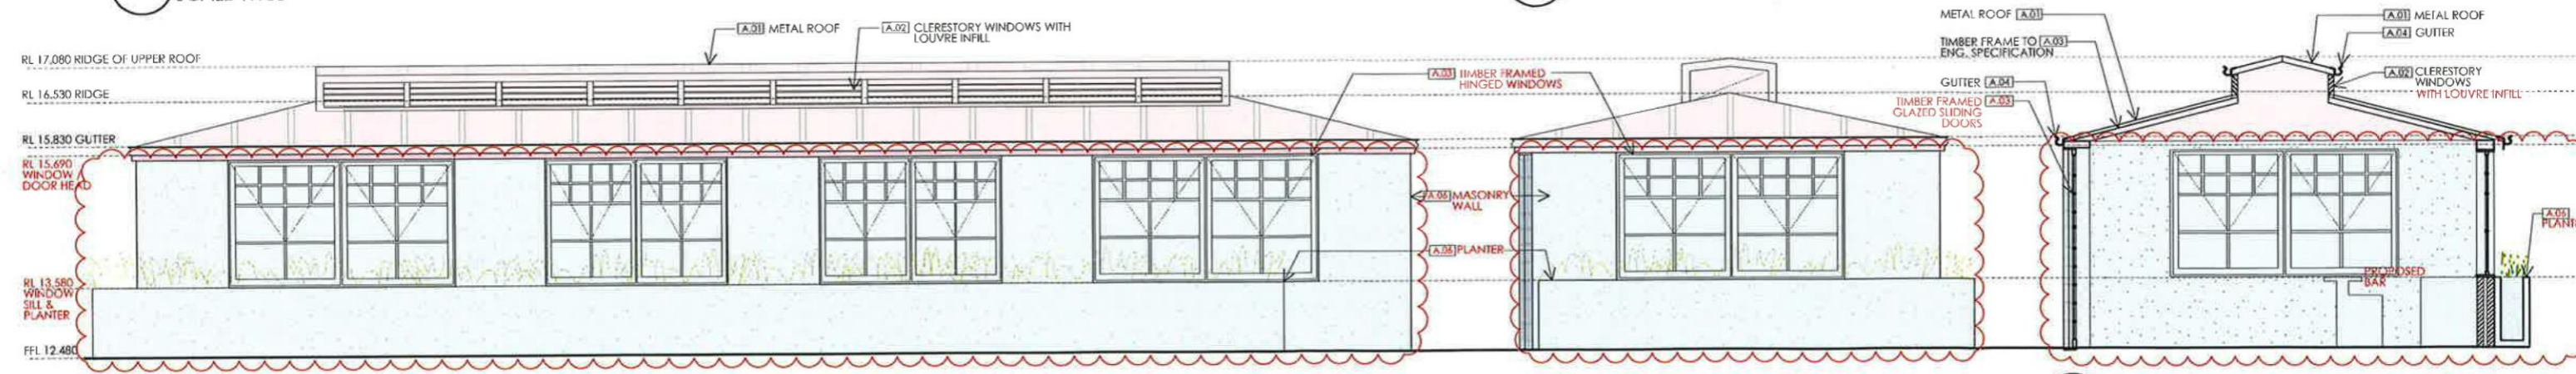 A.01 METAL ROOF
A.02 CLERESTORY WINDOWS WITH
LOUVRE INFILL
RL 17.080 RIDGE OF UPPER ROOF
RL 16.530 RIDGE
RL 15.830 GUTTER
RL 15.690
WINDOW /
DOOR HEAD
RL 13.580
WINDOW
SILL &
PLANTER
FFL 12.480
A.03 TIMBER FRAMED
HINGED WINDOWS
A.05 MASONRY
WALL
A.06 PLANTER
METAL ROOF A.01
TIMBER FRAME TO A.03
ENG. SPECIFICATION
GUTTER A.04
TIMBER FRAMED A.03
GLAZED SLIDING
DOORS
A.01 METAL ROOF
A.04 GUTTER
A.02 CLERESTORY
WINDOWS
WITH LOUVRE INFILL
PROPOSED
BAR